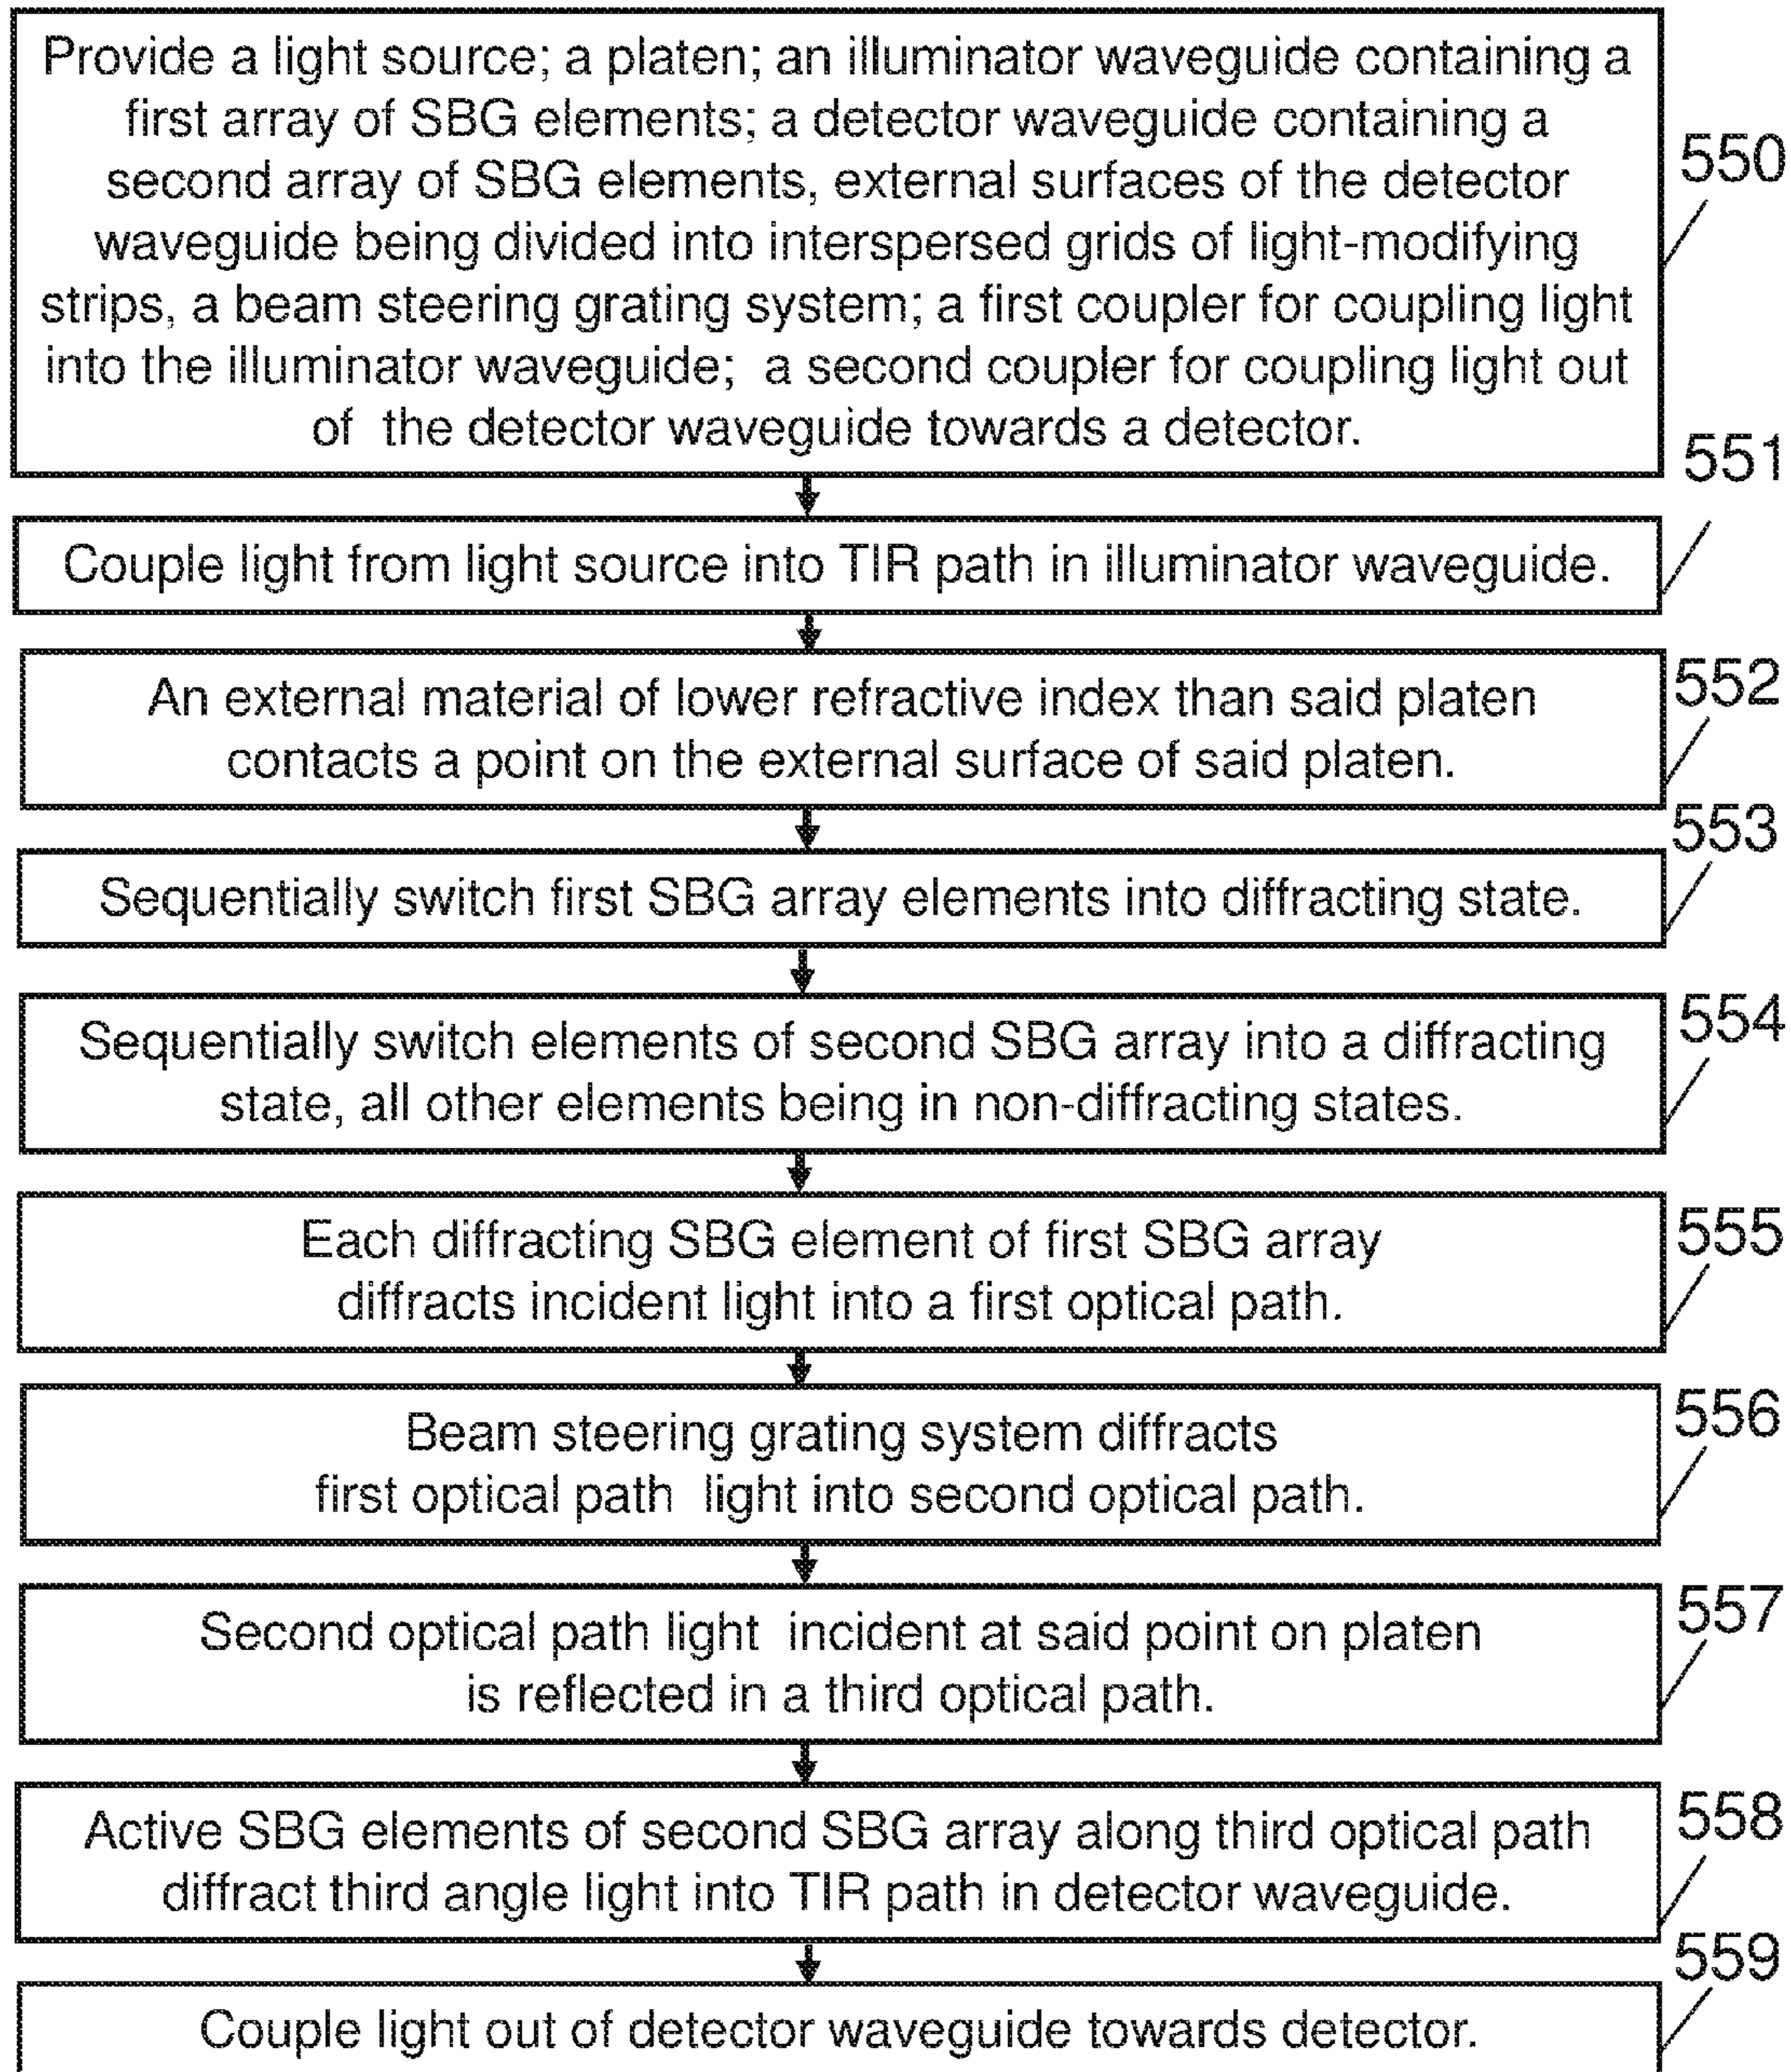 Provide a light source; a platen; an illuminator waveguide containing a
first array of SBG elements; a detector waveguide containing a
second array of SBG elements, external surfaces of the detector
waveguide being divided into interspersed grids of light-modifying
strips, a beam steering grating system; a first coupler for coupling light
into the illuminator waveguide; a second coupler for coupling light out
of the detector waveguide towards a detector.
550
551
Couple light from light source into TIR path in illuminator waveguide.
552
An external material of lower refractive index than said platen
contacts a point on the external surface of said platen.
553
Sequentially switch first SBG array elements into diffracting state.
554
Sequentially switch elements of second SBG array into a diffracting
state, all other elements being in non-diffracting states.
555
Each diffracting SBG element of first SBG array
diffracts incident light into a first optical path.
556
Beam steering grating system diffracts
first optical path light into second optical path.
557
Second optical path light incident at said point on platen
is reflected in a third optical path.
558
Active SBG elements of second SBG array along third optical path
diffract third angle light into TIR path in detector waveguide.
559
Couple light out of detector waveguide towards detector.